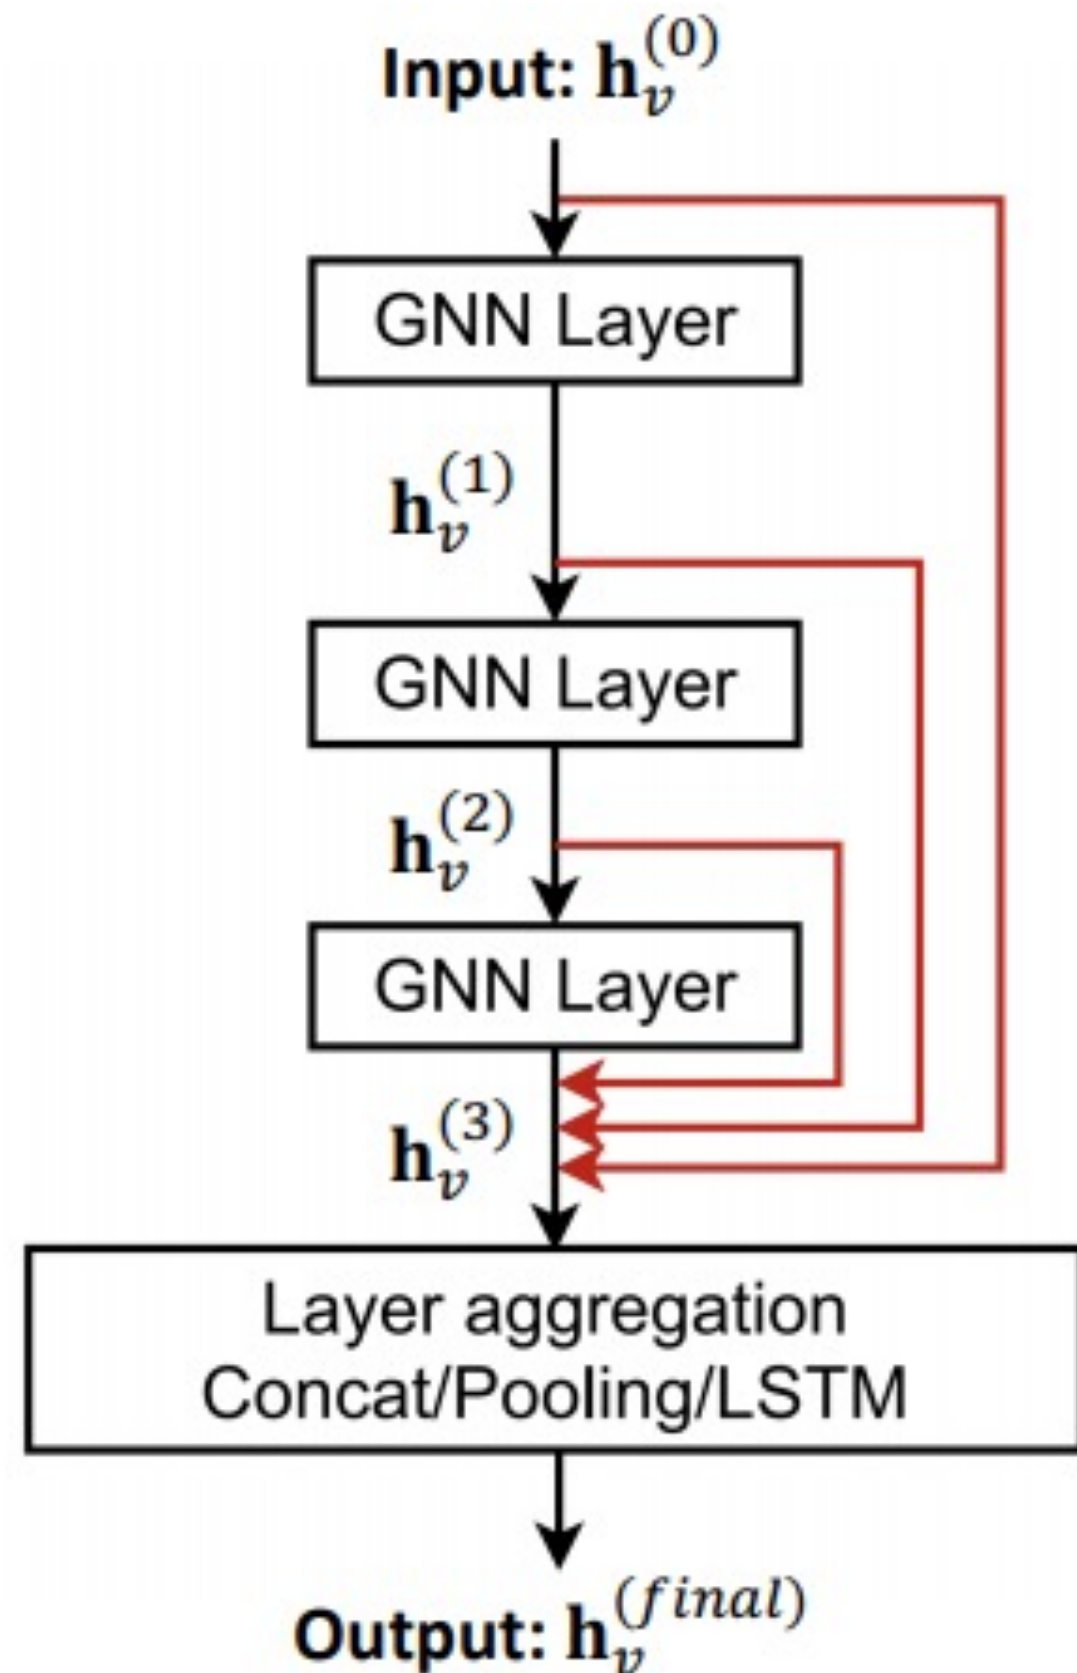 Input: h_v^(0)
GNN Layer
h_v^(1)
GNN Layer
h_v^(2)
GNN Layer
h_v^(3)
Layer aggregation
Concat/Pooling/LSTM
Output: h_v^(final)